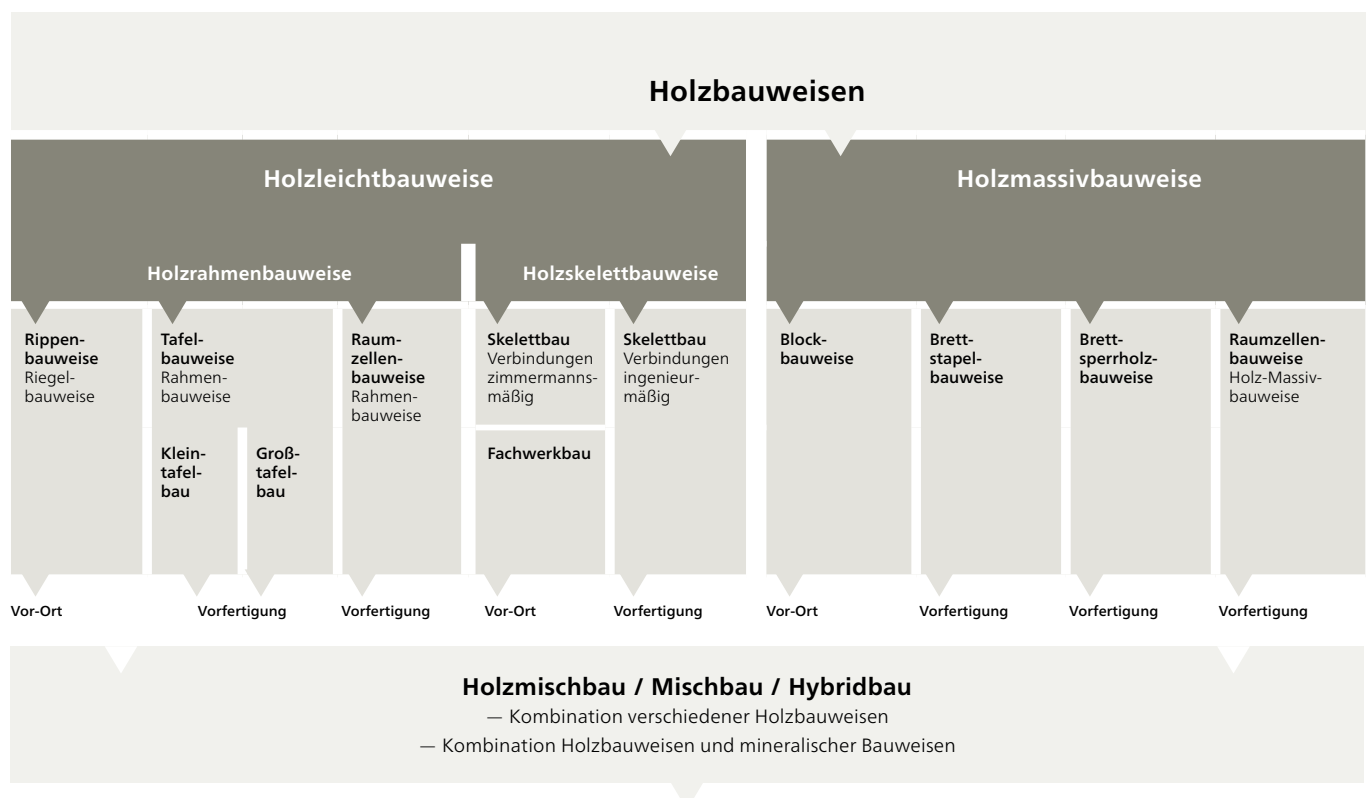 Holzbauweisen
Holzleichtbauweise
Holzmassivbauweise
Holzrahmenbauweise
Holzskelettbauweise
Rippen-
bauweise
Riegel-
bauweise
Tafel-
bauweise
Rahmen-
bauweise
Klein-
tafel-
bau
Groß-
tafel-
bau
Raum-
zellen-
bauweise
Rahmen-
bauweise
Skelettbau
Verbindungen
zimmermanns-
mäßig
Fachwerkbau
Skelettbau
Verbindungen
ingenieur-
mäßig
Block-
bauweise
Brett-
stapel-
bauweise
Brett-
sperrholz-
bauweise
Raumzellen-
bauweise
Holz-Massiv-
bauweise
Vor-Ort
Vorfertigung
Vorfertigung
Vor-Ort
Vorfertigung
Vor-Ort
Vorfertigung
Vorfertigung
Vorfertigung
Holzmischbau / Mischbau / Hybridbau
— Kombination verschiedener Holzbauweisen
— Kombination Holzbauweisen und mineralischer Bauweisen